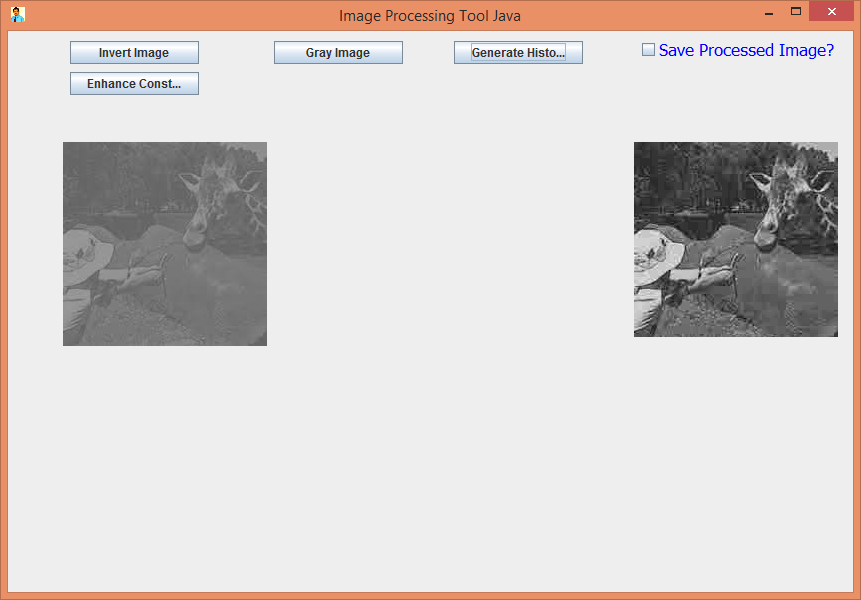 Image Processing Tool Java
Invert Image
Gray Image
Generate Histo...
Save Processed Image?
Enhance Const...